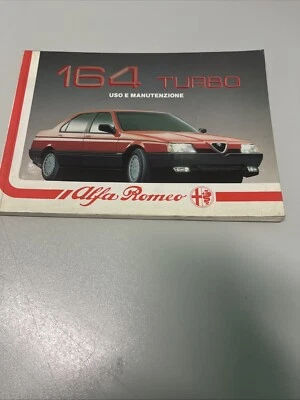 164 TURBO
USO E MANUTENZIONE
Alfa Romeo